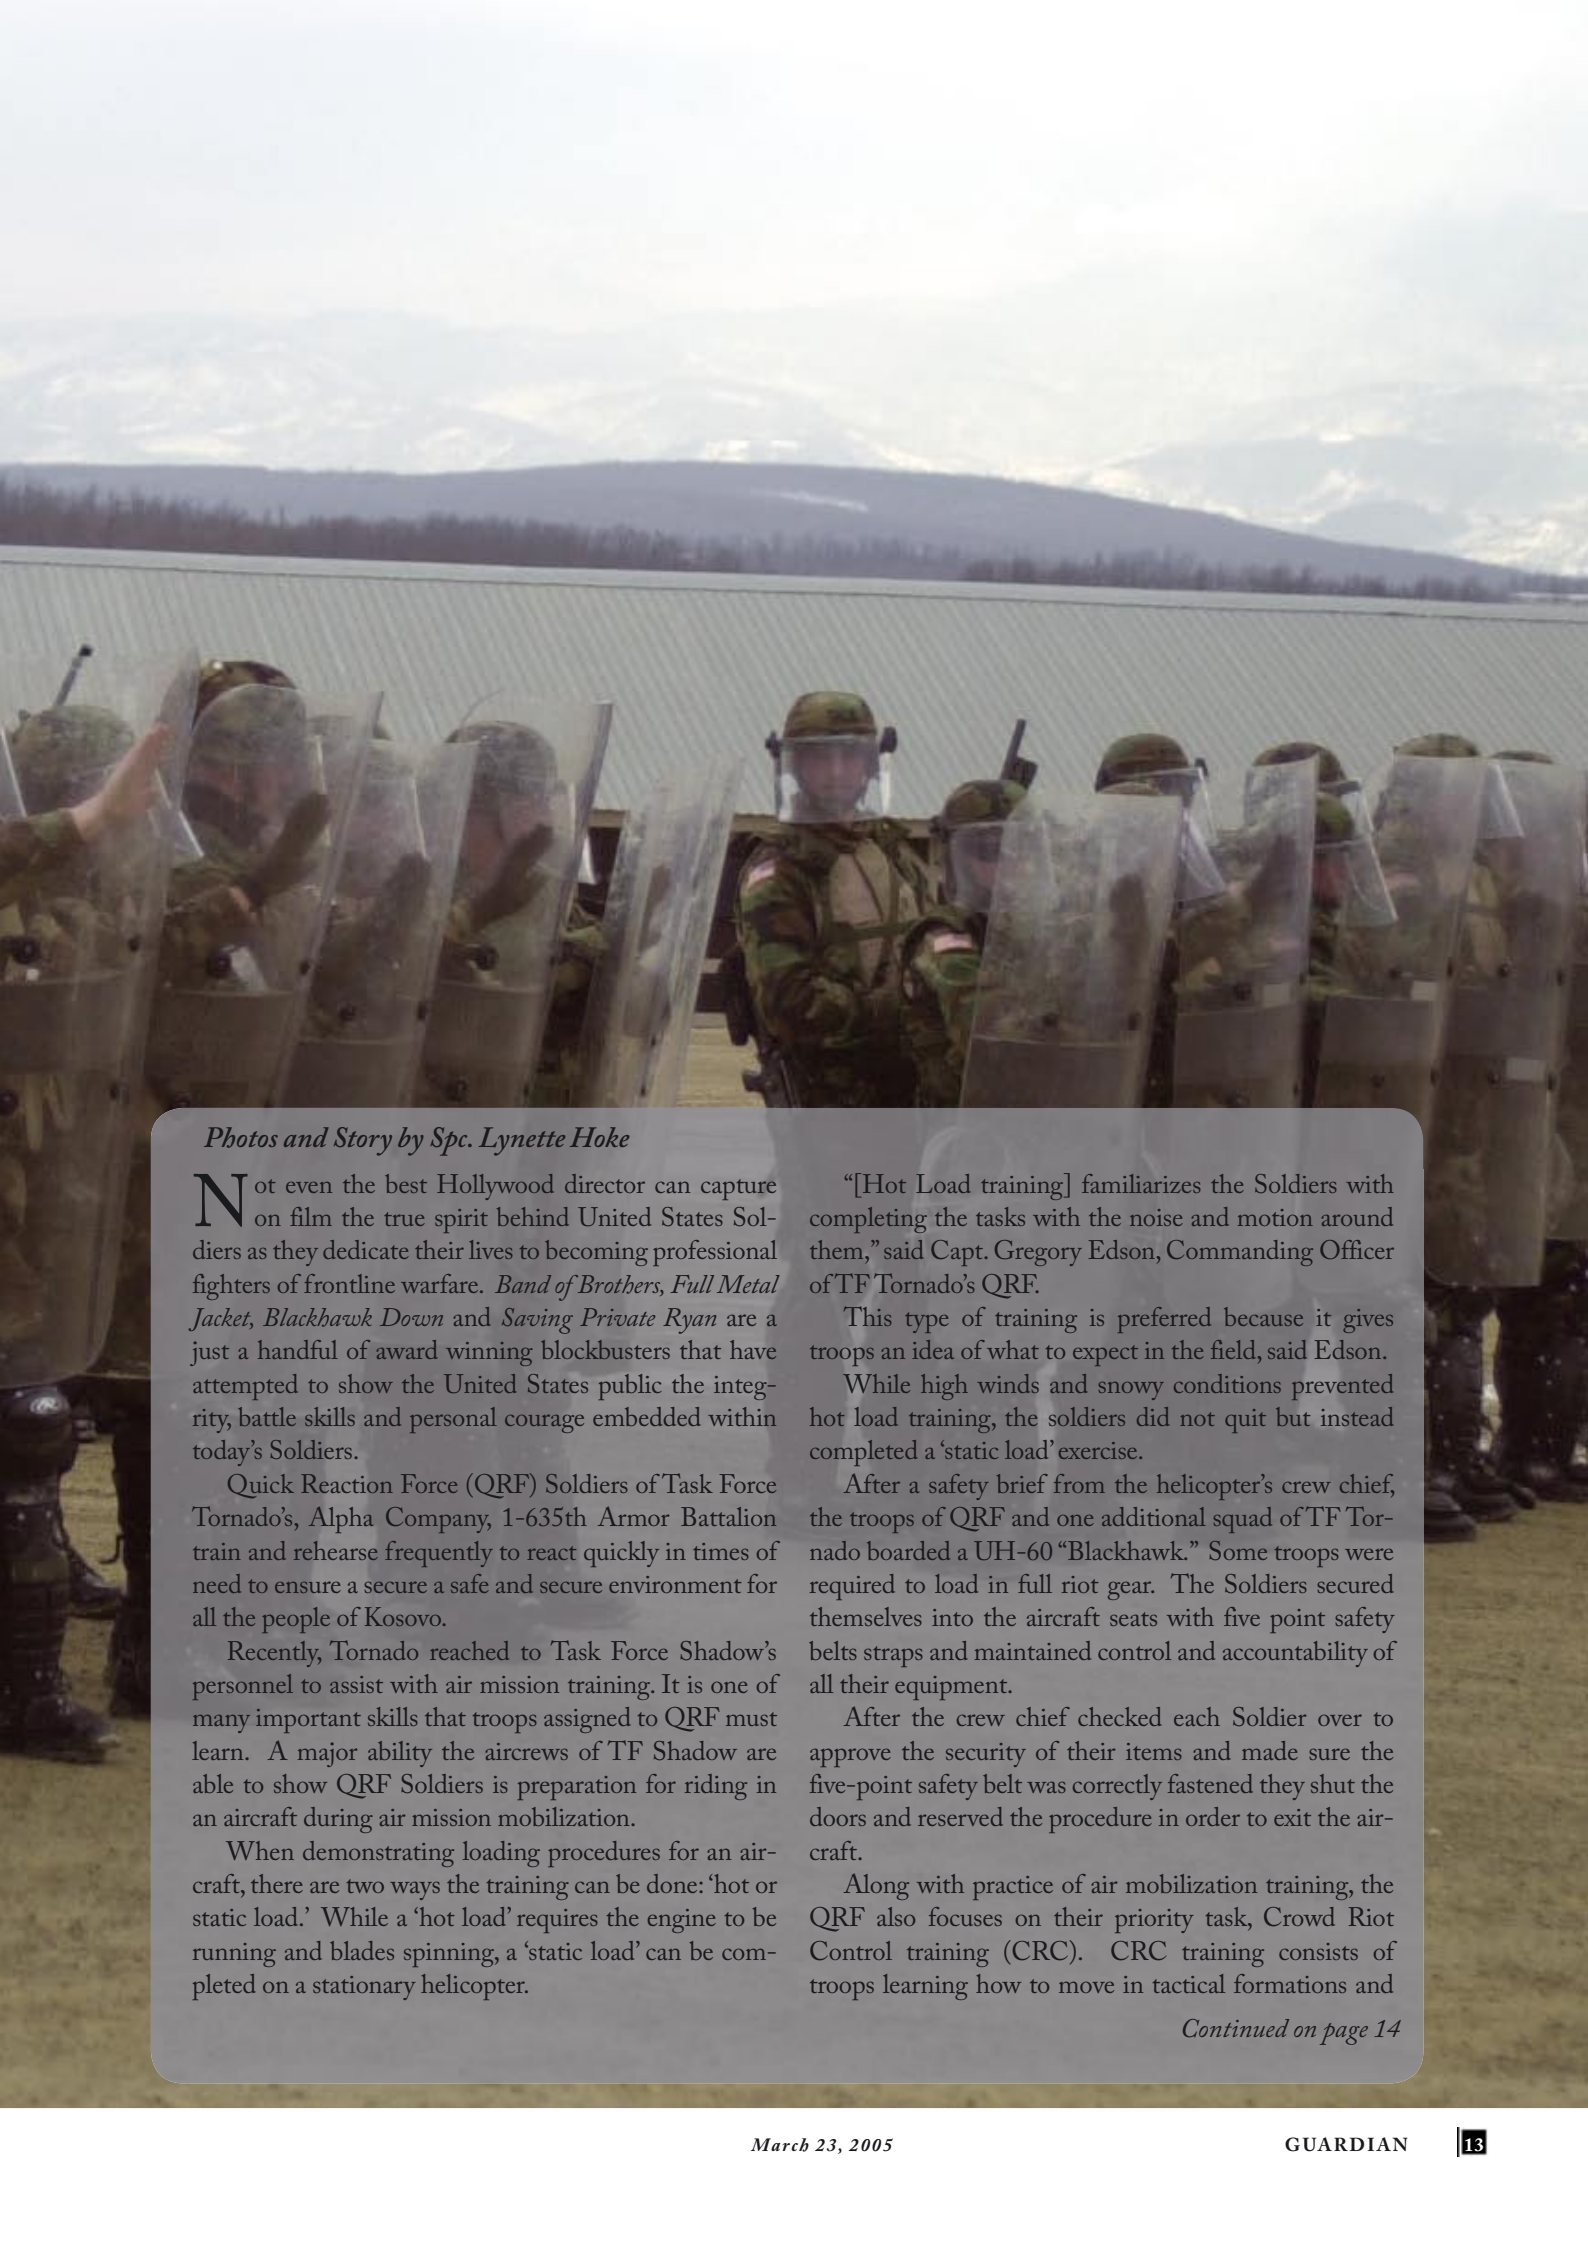 Photos and Story by Spc. Lynette Hoke
Not even the best Hollywood director can capture
on film the true spirit behind United States Sol-
diers as they dedicate their lives to becoming professional
fighters of frontline warfare.  Band of Brothers, Full Metal
Jacket, Blackhawk Down and Saving Private Ryan are a
just a handful of award winning blockbusters that have
attempted to show the United States public the integ-
rity, battle skills and personal courage embedded within
today's Soldiers.
Quick Reaction Force (QRF) Soldiers of Task Force
Tornado's, Alpha Company, 1-635th Armor Battalion
train and rehearse frequently to react quickly in times of
need to ensure a secure a safe and secure environment for
all the people of Kosovo.
Recently, Tornado reached to Task Force Shadow's
personnel to assist with air mission training. It is one of
many important skills that troops assigned to QRF must
learn.  A major ability the aircrews of TF Shadow are
able to show QRF Soldiers is preparation for riding in
an aircraft during air mission mobilization.
When demonstrating loading procedures for an air-
craft, there are two ways the training can be done: 'hot or
static load.'  While a 'hot load' requires the engine to be
running and blades spinning, a 'static load' can be com-
pleted on a stationary helicopter.
"[Hot Load training] familiarizes the Soldiers with
completing the tasks with the noise and motion around
them," said Capt. Gregory Edson, Commanding Officer
of TF Tornado's QRF.
This type of training is preferred because it gives
troops an idea of what to expect in the field, said Edson.
While high winds and snowy conditions prevented
hot load training, the soldiers did not quit but instead
completed a 'static load' exercise.
After a safety brief from the helicopter's crew chief,
the troops of QRF and one additional squad of TF Tor-
nado boarded a UH-60 "Blackhawk."  Some troops were
required to load in full riot gear.  The Soldiers secured
themselves into the aircraft seats with five point safety
belts straps and maintained control and accountability of
all their equipment.
After the crew chief checked each Soldier over to
approve the security of their items and made sure the
five-point safety belt was correctly fastened they shut the
doors and reserved the procedure in order to exit the air-
craft.
Along with practice of air mobilization training, the
QRF also focuses on their priority task, Crowd Riot
Control training (CRC).  CRC training consists of
troops learning how to move in tactical formations and
Continued on page 14
March 23, 2005
GUARDIAN
13